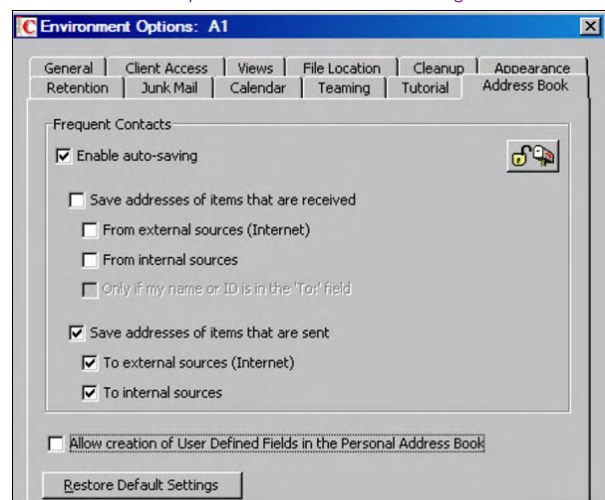 Environment Options: A1
General Client Access Views File Location Cleanup Appearance
Retention Junk Mail Calendar Teaming Tutorial Address Book
Frequent Contacts
Enable auto-saving
Save addresses of items that are received
From external sources (Internet)
From internal sources
Only if my name or ID is in the 'To:' field
Save addresses of items that are sent
To external sources (Internet)
To internal sources
Allow creation of User Defined Fields in the Personal Address Book
Restore Default Settings